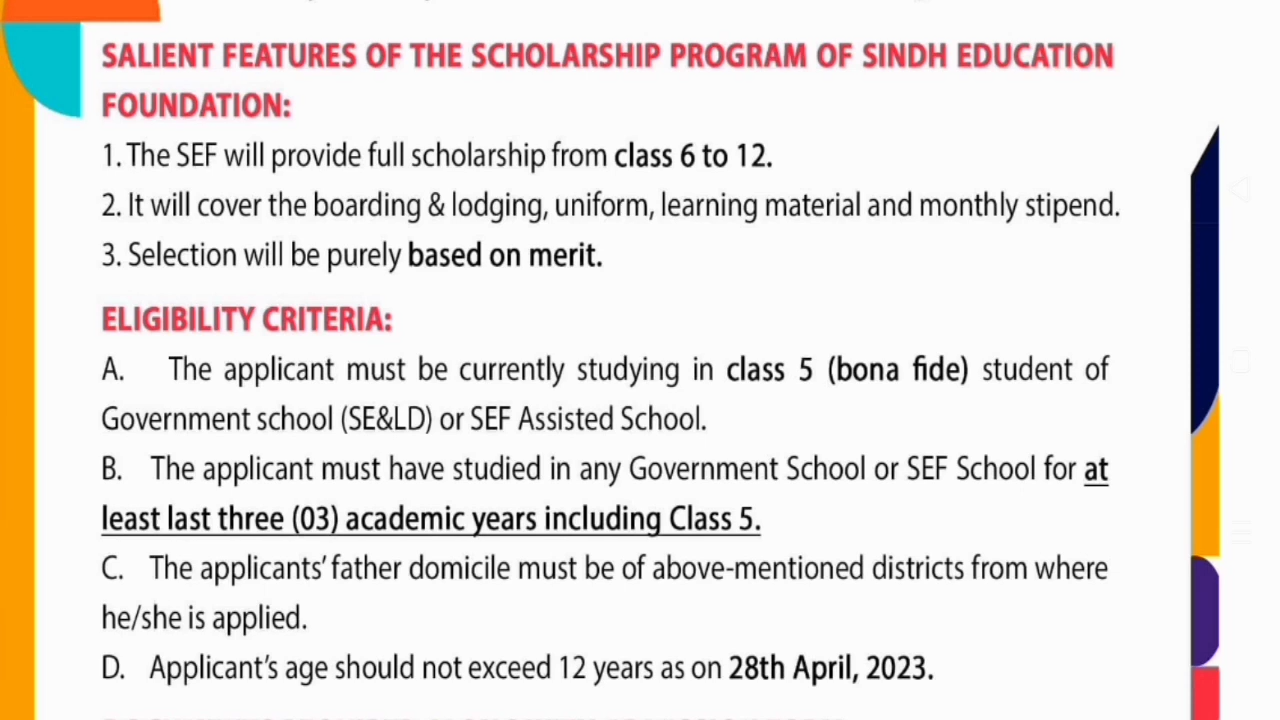 SALIENT FEATURES OF THE SCHOLARSHIP PROGRAM OF SINDH EDUCATION
FOUNDATION:
1. The SEF will provide full scholarship from class 6 to 12.
2. It will cover the boarding & lodging, uniform, learning material and monthly stipend.
3. Selection will be purely based on merit.
ELIGIBILITY CRITERIA:
A. The applicant must be currently studying in class 5 (bona fide) student of
Government school (SE&LD) or SEF Assisted School.
B. The applicant must have studied in any Government School or SEF School for at
least last three (03) academic years including Class 5.
C. The applicants' father domicile must be of above-mentioned districts from where
he/she is applied.
D. Applicant's age should not exceed 12 years as on 28th April, 2023.